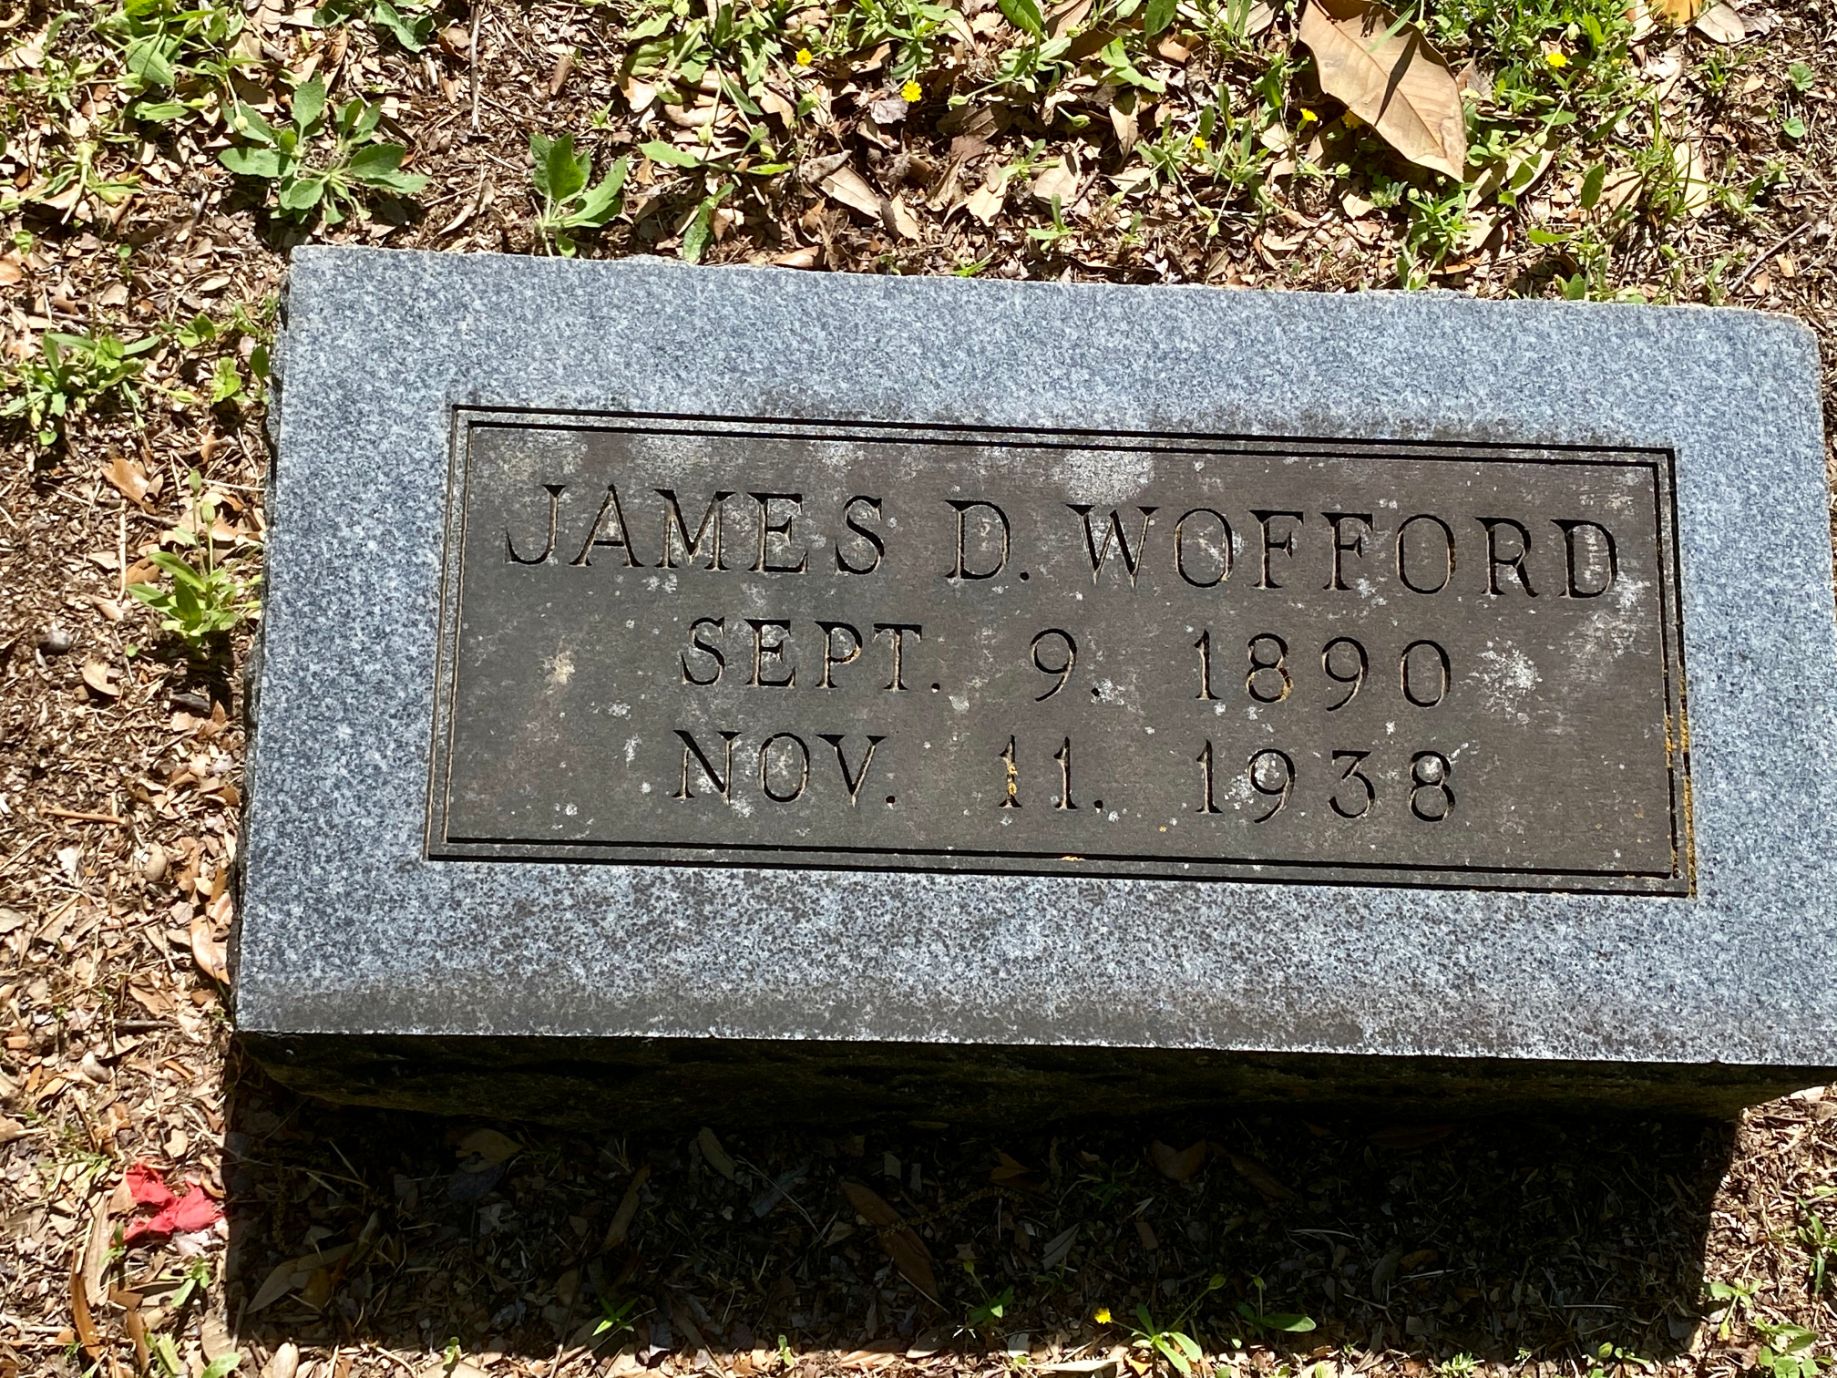 JAMES D. WOFFORD
SEPT. 9. 1890
NOV. 11. 1938